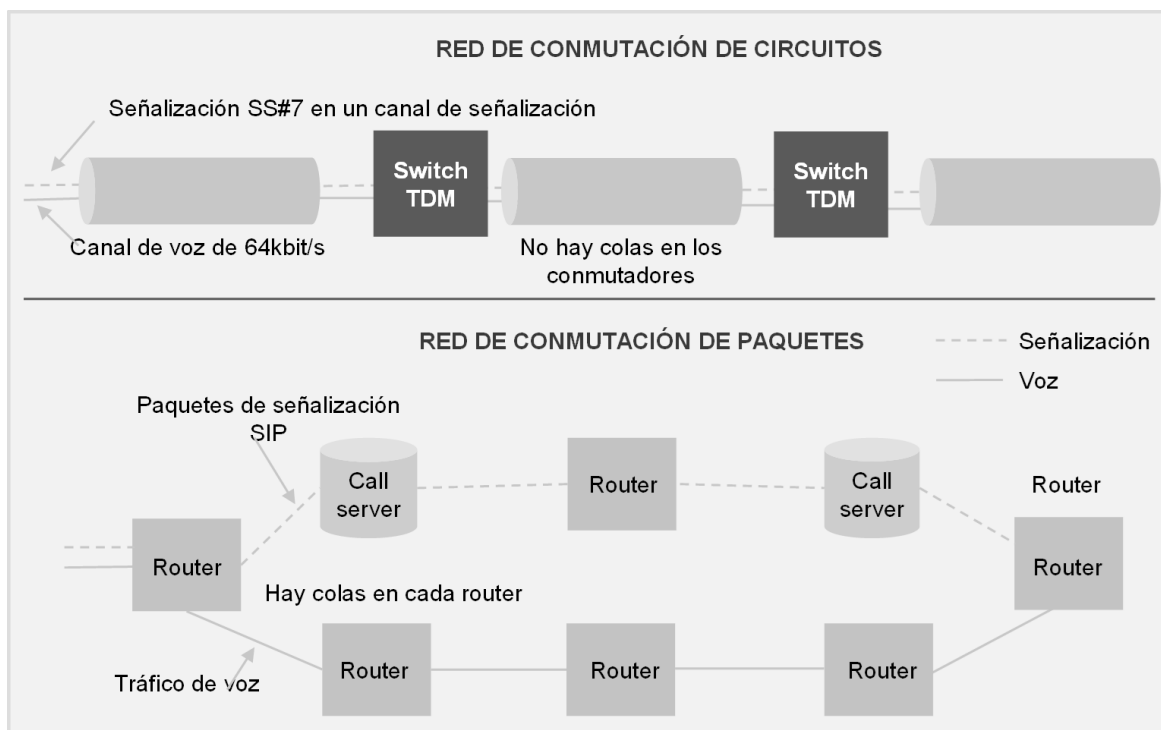 RED DE CONMUTACIÓN DE CIRCUITOS
Señalización SS#7 en un canal de señalización
Switch
TDM
Switch
TDM
Canal de voz de 64kbit/s
No hay colas en los
conmutadores
RED DE CONMUTACIÓN DE PAQUETES
Señalización
Voz
Paquetes de señalización
SIP
Call
server
Router
Call
server
Router
Router
Router
Hay colas en cada router
Router
Router
Router
Tráfico de voz